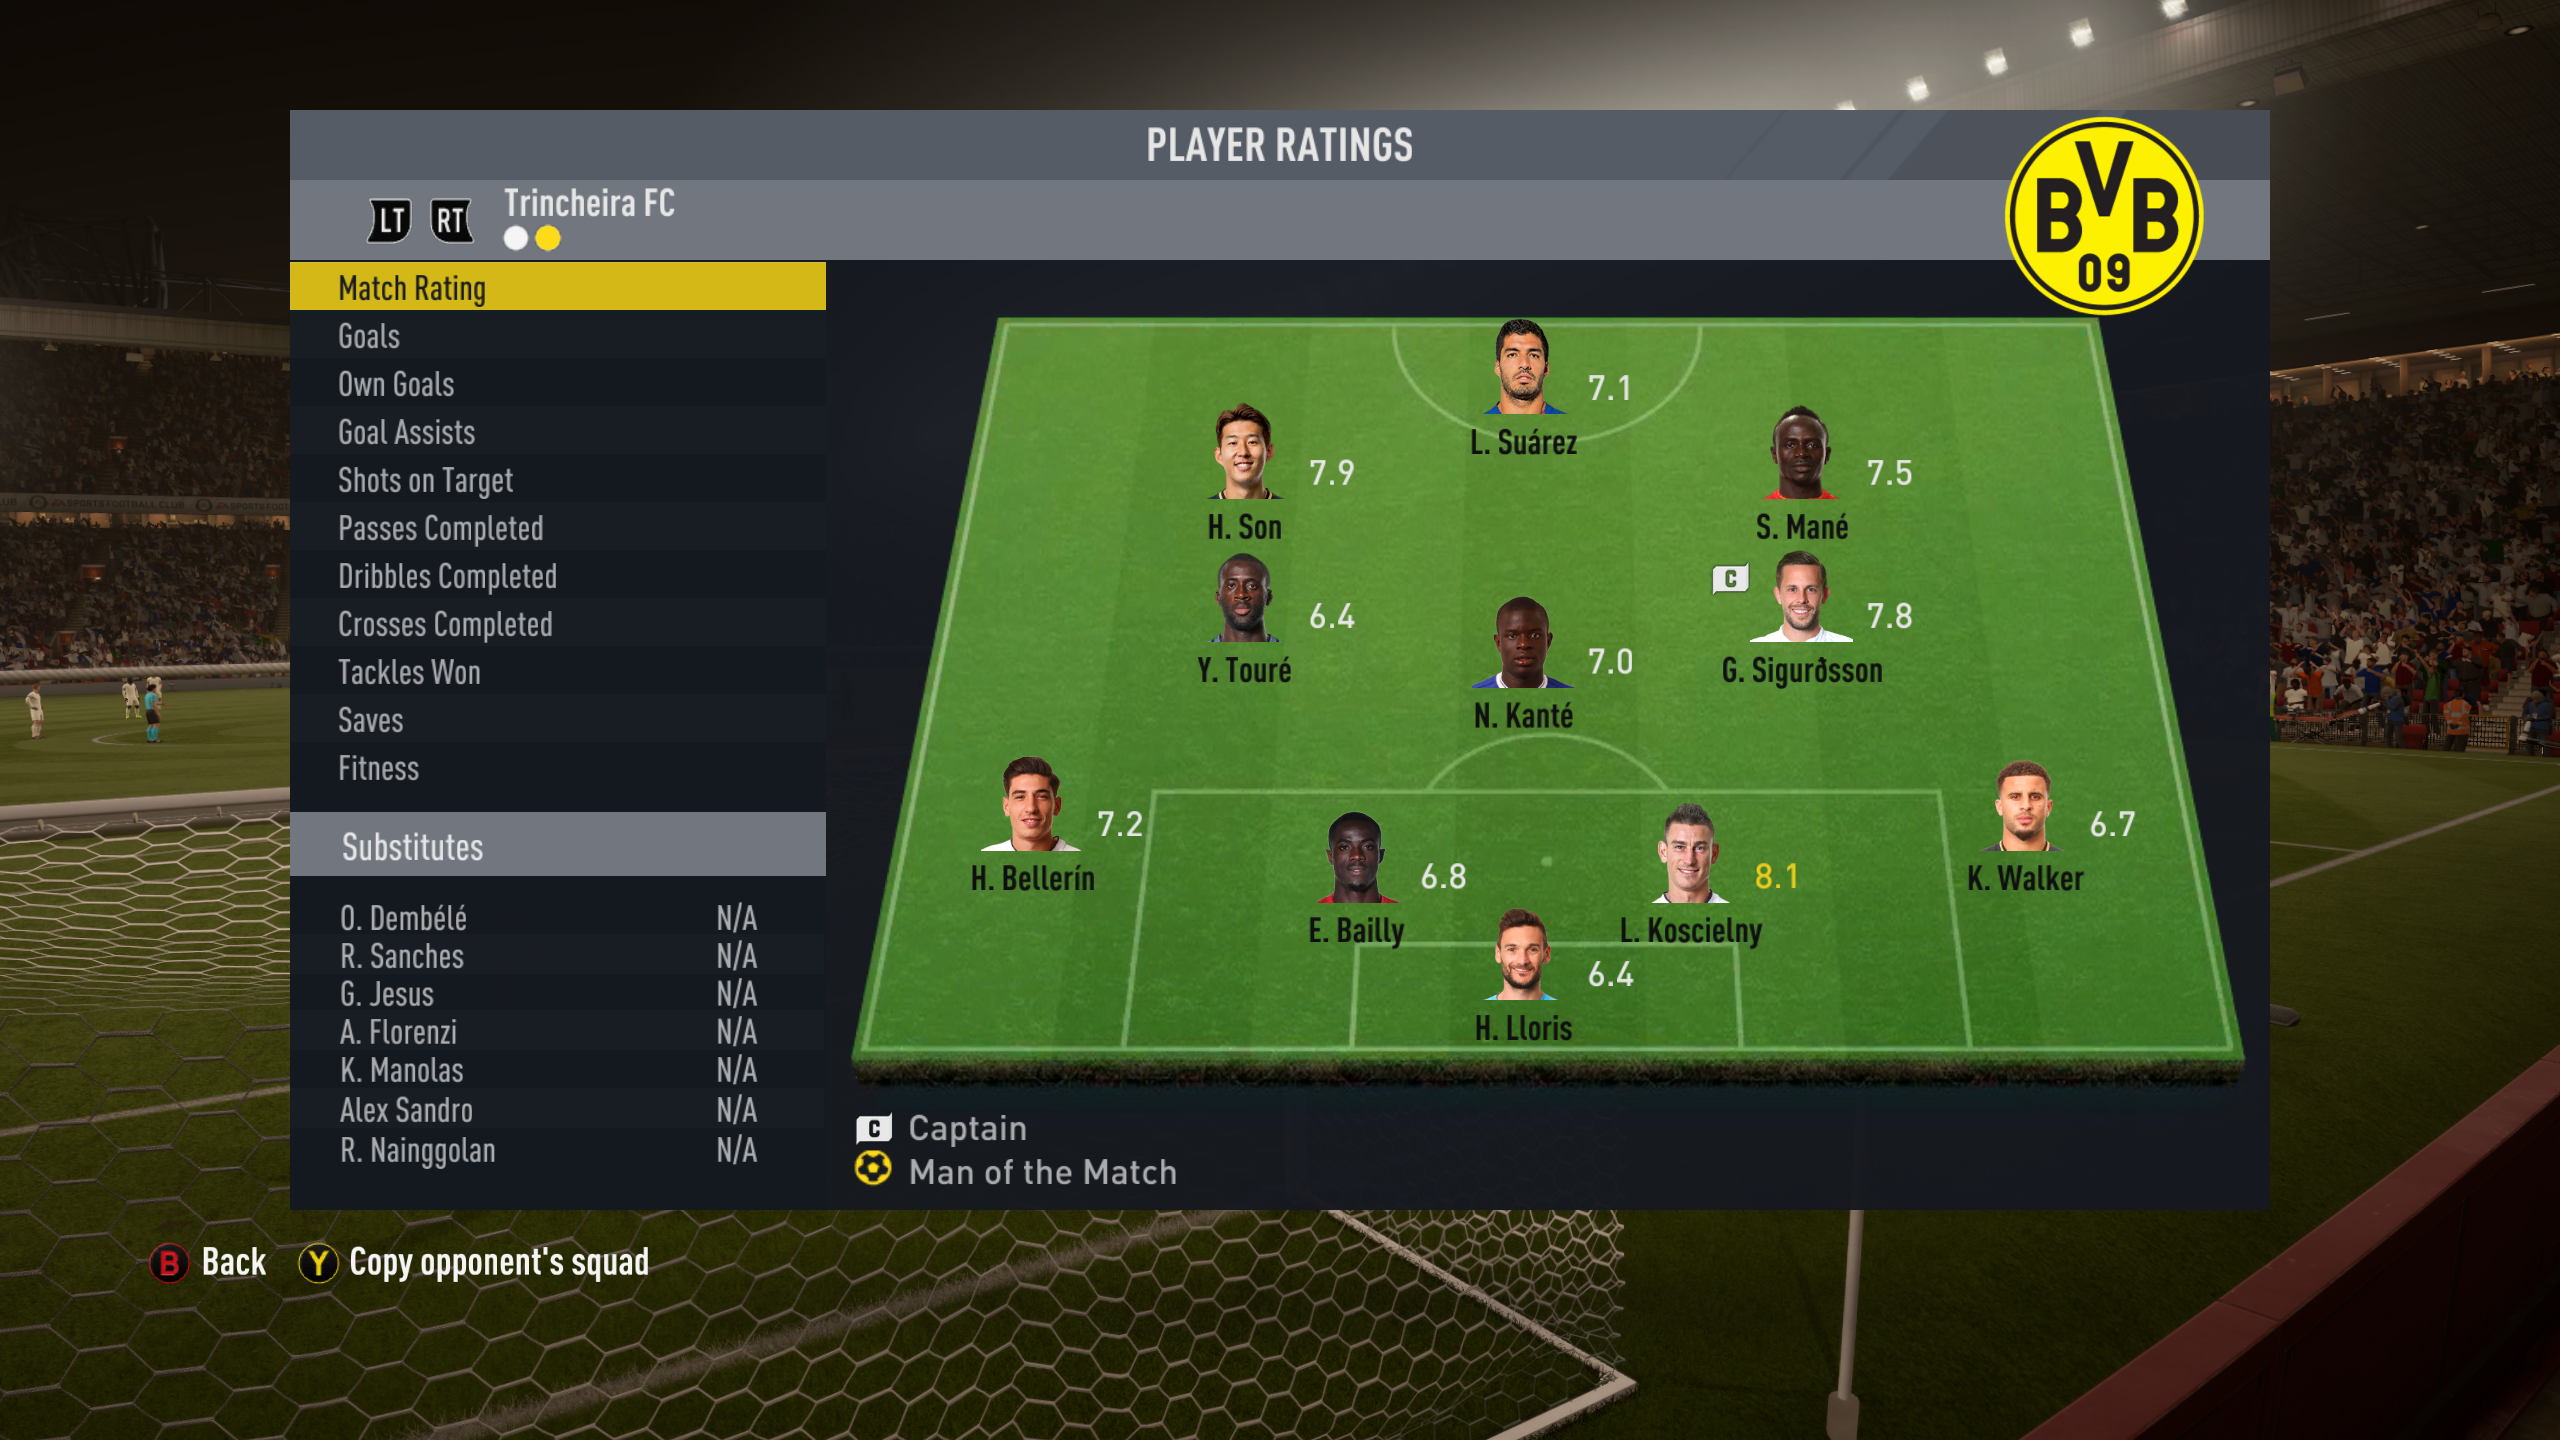 PLAYER RATINGS
LT RT Trincheira FC
BVB
09
Match Rating
Goals
Own Goals
Goal Assists
Shots on Target
Passes Completed
Dribbles Completed
Crosses Completed
Tackles Won
Saves
Fitness
Substitutes
O. Dembélé N/A
R. Sanches N/A
G. Jesus N/A
A. Florenzi N/A
K. Manolas N/A
Alex Sandro N/A
R. Nainggolan N/A
7.1
L. Suárez
7.9
H. Son
7.5
S. Mané
6.4
Y. Touré
7.0
N. Kanté
C 7.8
G. Sigurðsson
7.2
H. Bellerín
6.8
E. Bailly
8.1
L. Koscielny
6.7
K. Walker
6.4
H. Lloris
C Captain
Man of the Match
B Back Y Copy opponent's squad
EA SPORTS FOOTBALL CLUB